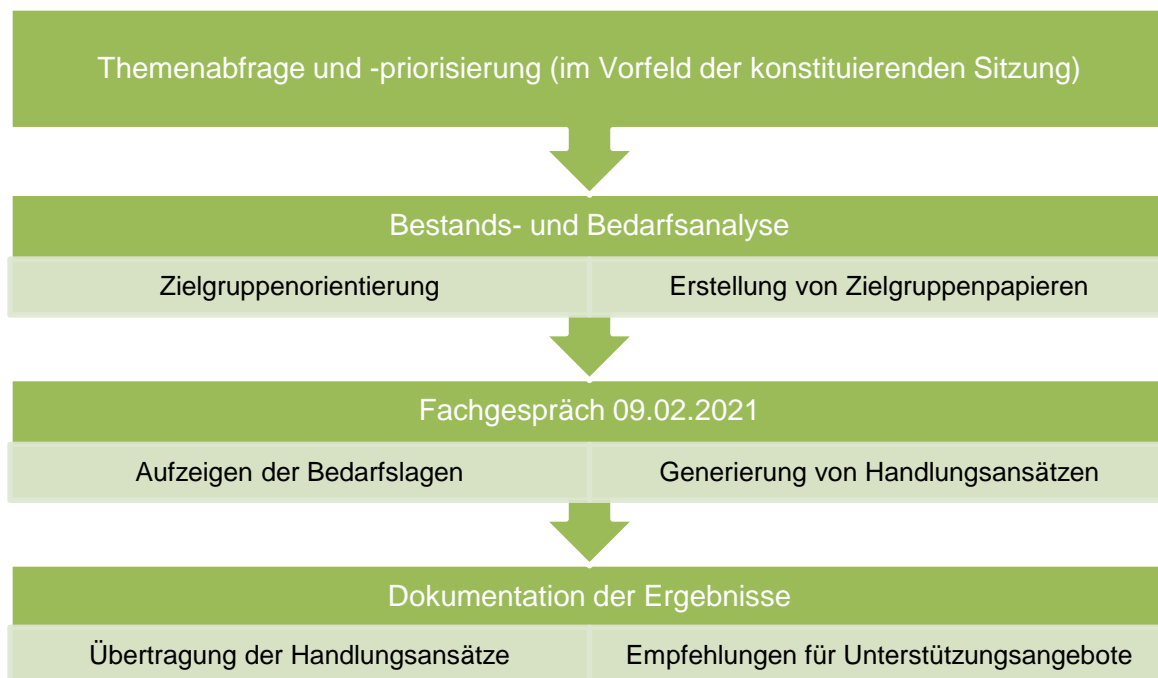 Themenabfrage und -priorisierung (im Vorfeld der konstituierenden Sitzung)
Bestands- und Bedarfsanalyse
Zielgruppenorientierung
Erstellung von Zielgruppenpapieren
Fachgespräch 09.02.2021
Aufzeigen der Bedarfslagen
Generierung von Handlungsansätzen
Dokumentation der Ergebnisse
Übertragung der Handlungsansätze
Empfehlungen für Unterstützungsangebote